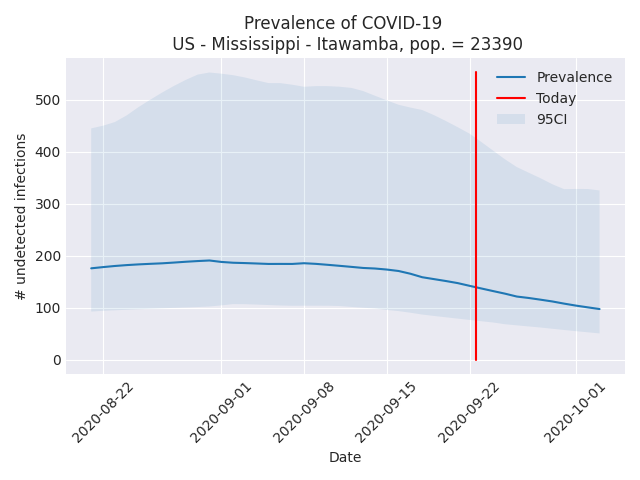 Prevalence of COVID-19
US - Mississippi - Itawamba, pop. = 23390
Prevalence
Today
95CI
# undetected infections
500
400
300
200
100
0
2020-08-22
2020-09-01
2020-09-08
2020-09-15
2020-09-22
2020-10-01
Date